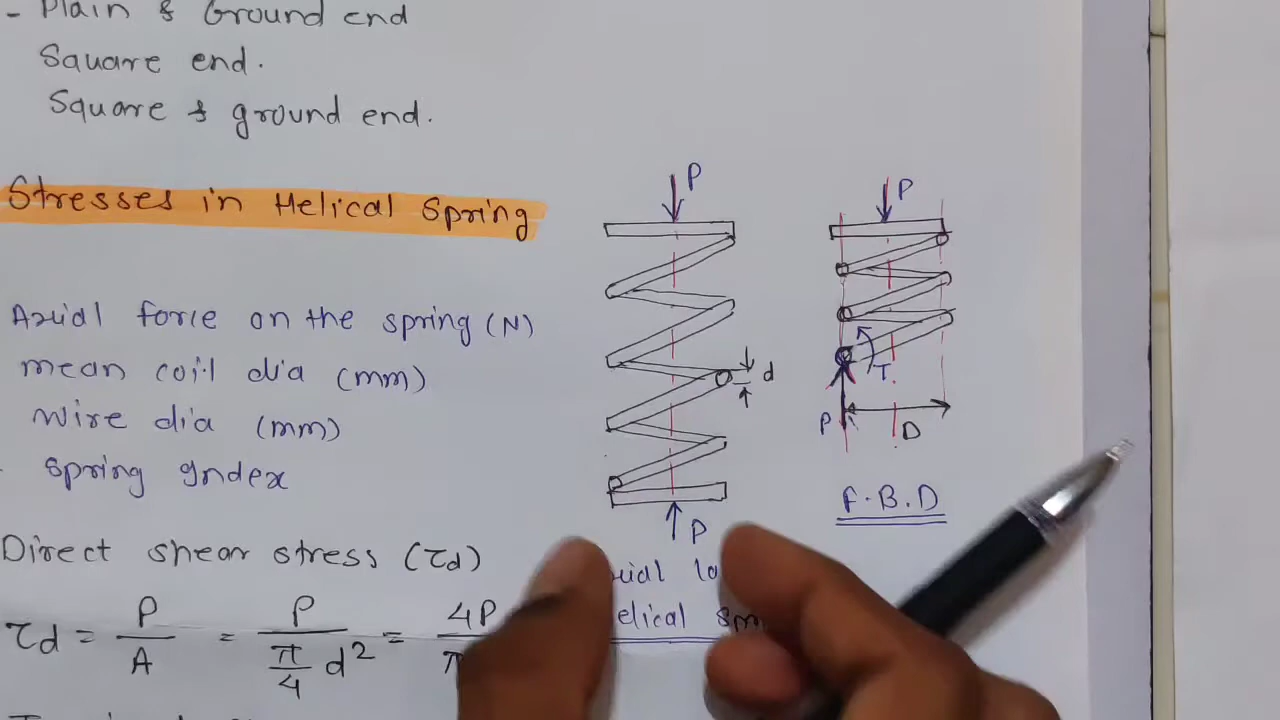 - Plain & Ground end
Square end.
Square & ground end.
Stresses in Helical Spring
Axial force on the spring (N)
mean coil dia (mm)
Wire dia (mm)
spring Index
Direct shear stress (τd)
τd = P/A = P/(π/4 d²) = 4P
P
d
P
P
T
P
D
F.B.D